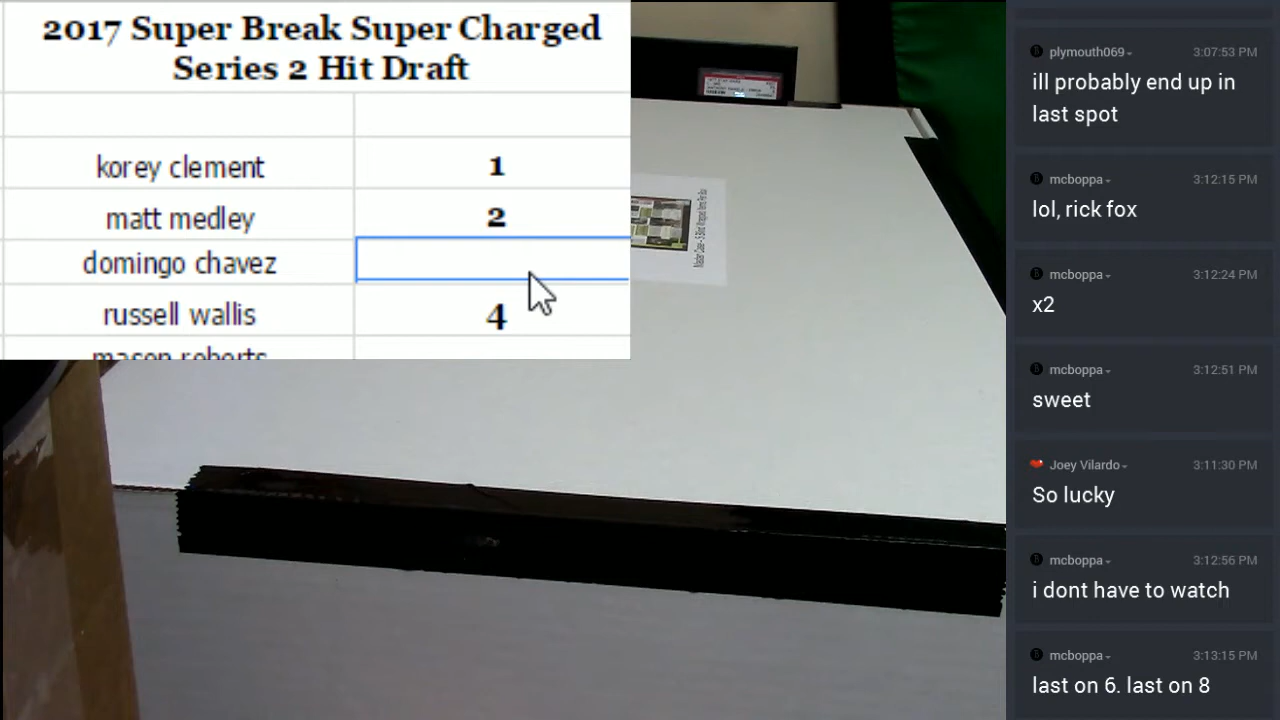 2017 Super Break Super Charged
Series 2 Hit Draft
korey clement 1
matt medley 2
domingo chavez
russell wallis 4
mason roberts
plymouth069 3:07:53 PM
ill probably end up in
last spot
mcboppa 3:12:15 PM
lol, rick fox
mcboppa 3:12:24 PM
x2
mcboppa 3:12:51 PM
sweet
Joey Vilardo 3:11:30 PM
So lucky
mcboppa 3:12:56 PM
i dont have to watch
mcboppa 3:13:15 PM
last on 6. last on 8